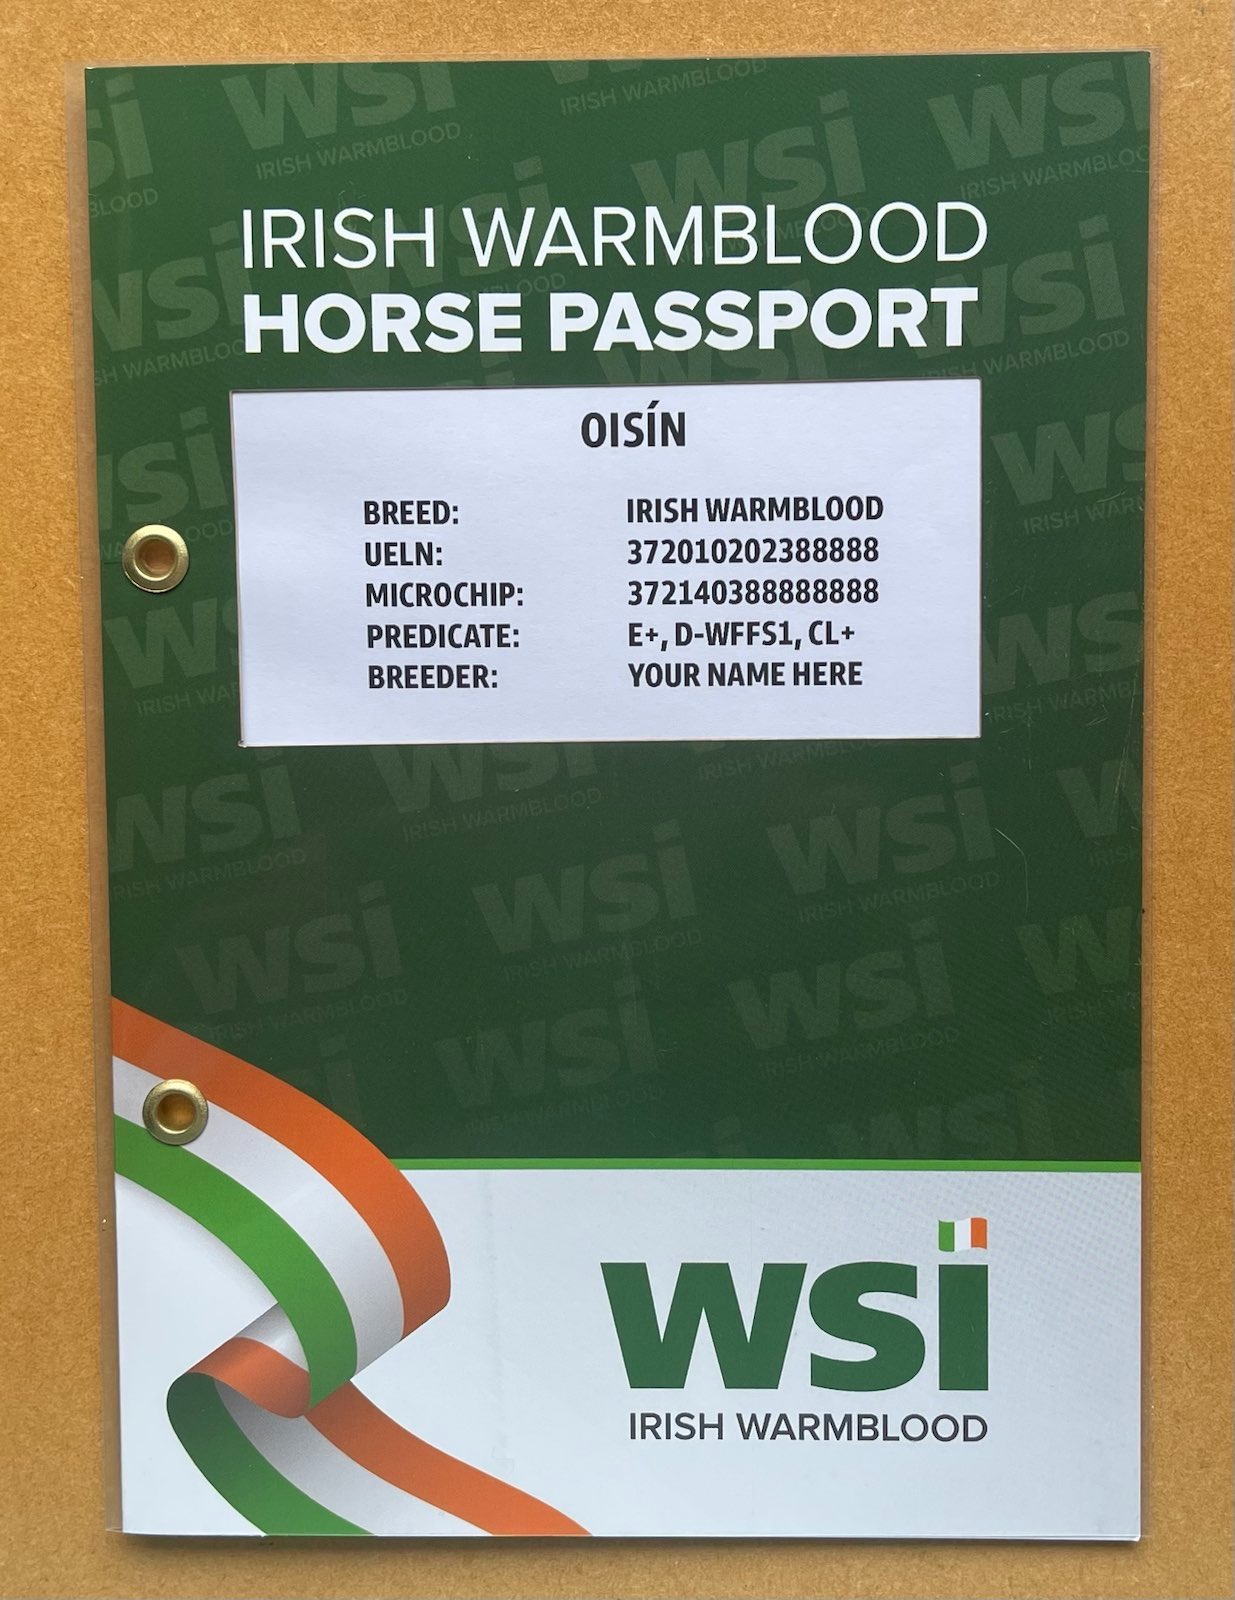 IRISH WARMBLOOD
HORSE PASSPORT
OISÍN
BREED: IRISH WARMBLOOD
UELN: 372010202388888
MICROCHIP: 372140388888888
PREDICATE: E+, D-WFFS1, CL+
BREEDER: YOUR NAME HERE
wsi
IRISH WARMBLOOD